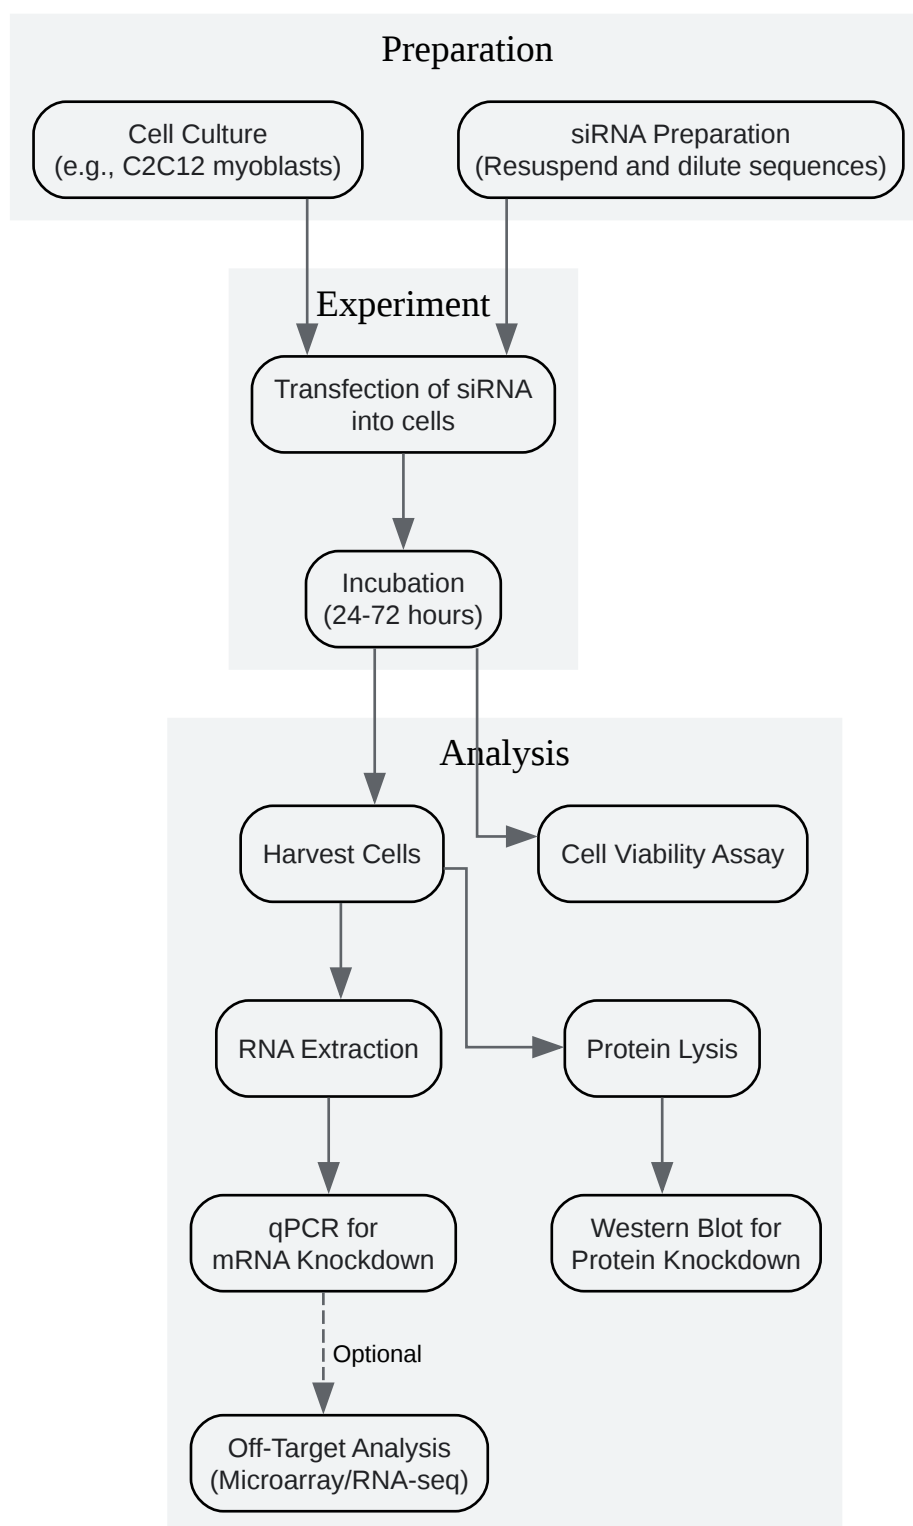 Preparation
Cell Culture
(e.g., C2C12 myoblasts)
siRNA Preparation
(Resuspend and dilute sequences)
Experiment
Transfection of siRNA
into cells
Incubation
(24-72 hours)
Analysis
Harvest Cells
Cell Viability Assay
RNA Extraction
Protein Lysis
qPCR for
mRNA Knockdown
Western Blot for
Protein Knockdown
Optional
Off-Target Analysis
(Microarray/RNA-seq)